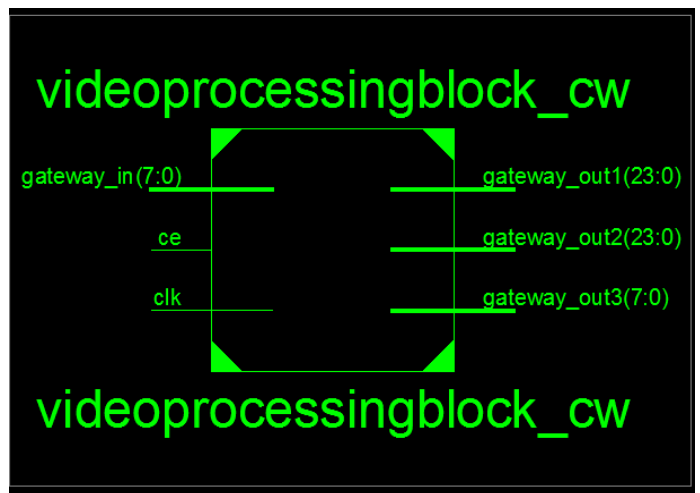 videoprocessingblock_cw
gateway_in(7:0)
gateway_out1(23:0)
ce
gateway_out2(23:0)
clk
gateway_out3(7:0)
videoprocessingblock_cw